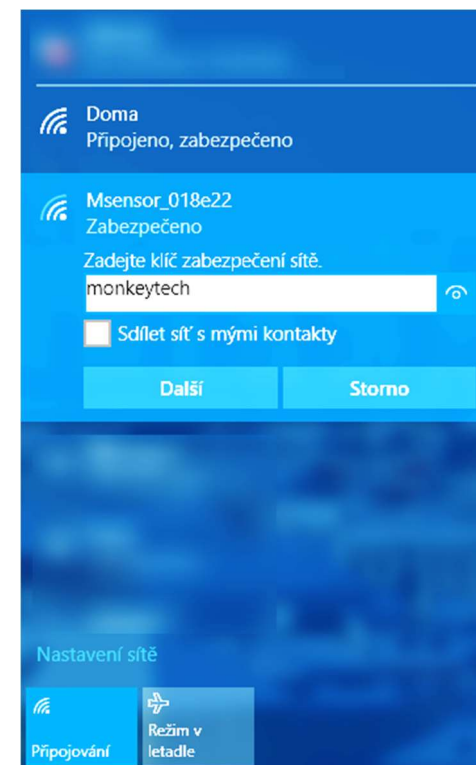 Doma
Připojeno, zabezpečeno
Msensor_018e22
Zabezpečeno
Zadejte klíč zabezpečení sítě.
monkeytech
Sdílet síť s mými kontakty
Další
Storno
Nastavení sítě
Připojování
Režim v
letadle